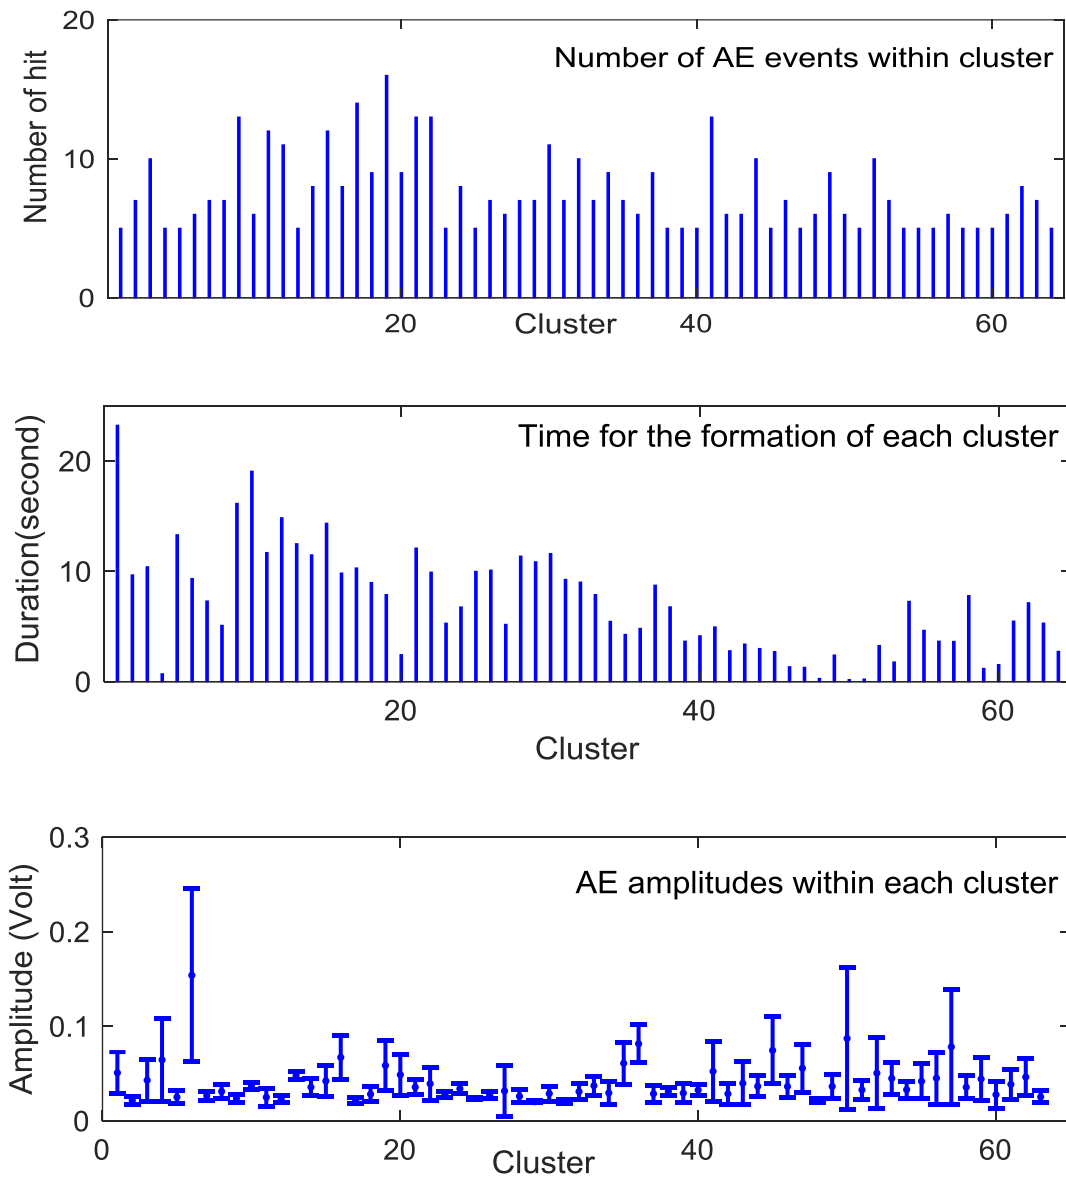 Number of AE events within cluster
Number of hit
20
10
0
20
40
60
Cluster
Time for the formation of each cluster
Duration(second)
20
10
0
20
40
60
Cluster
AE amplitudes within each cluster
Amplitude (Volt)
0.3
0.2
0.1
0
0
20
40
60
Cluster